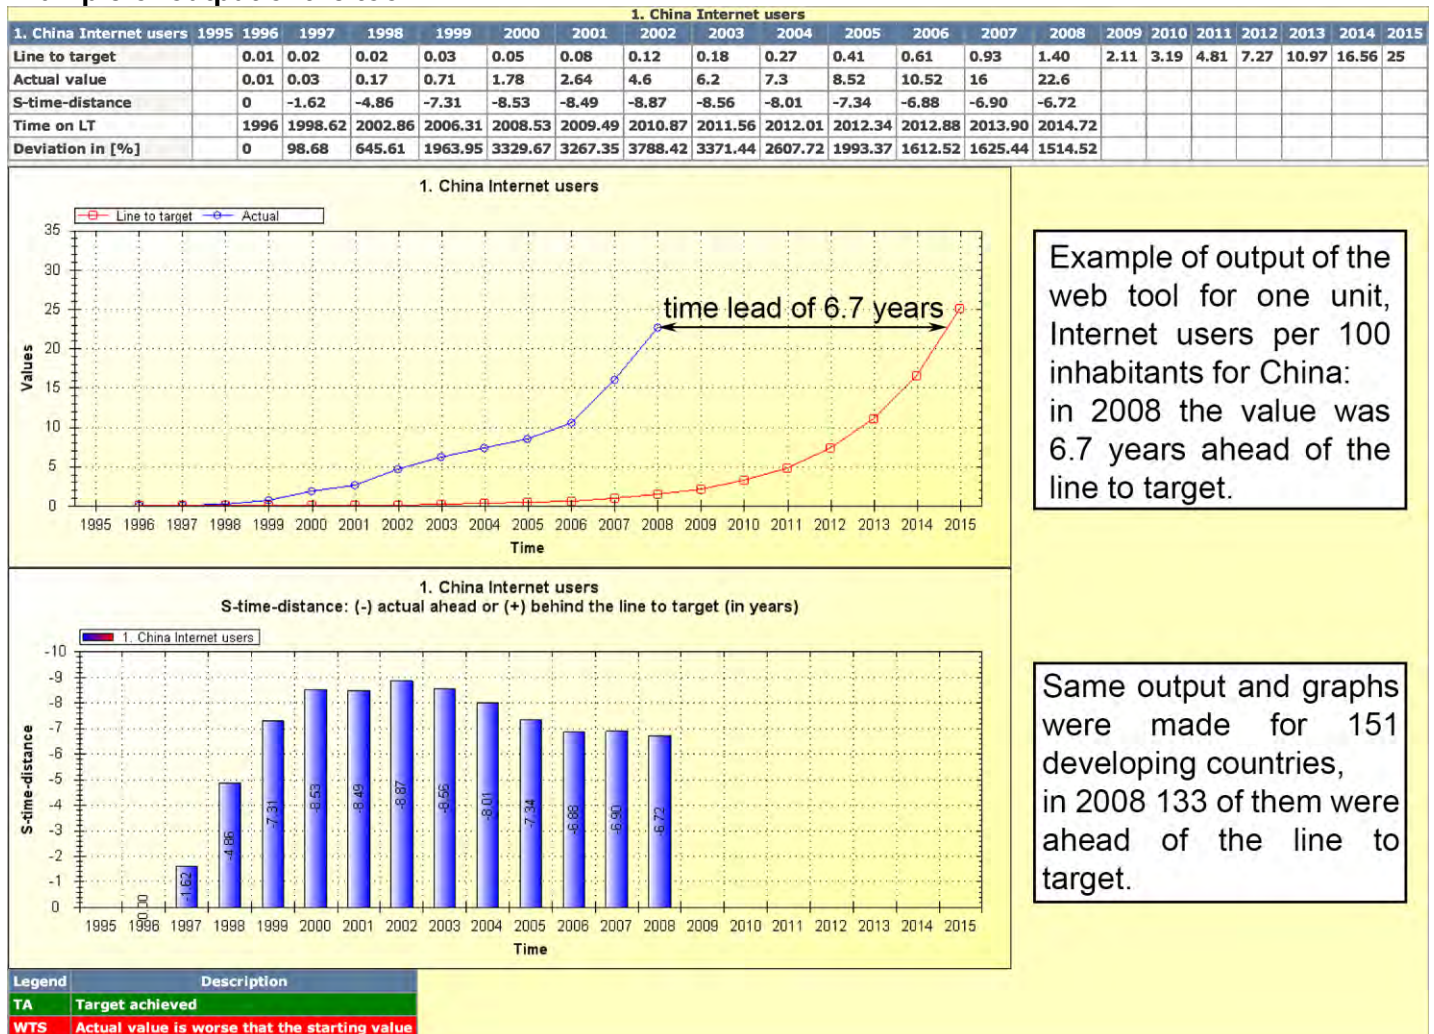 1. China Internet users
1. China Internet users 1995 1996 1997 1998 1999 2000 2001 2002 2003 2004 2005 2006 2007 2008 2009 2010 2011 2012 2013 2014 2015
Line to target 0.01 0.02 0.02 0.03 0.05 0.08 0.12 0.18 0.27 0.41 0.61 0.93 1.40 2.11 3.19 4.81 7.27 10.97 16.56 25
Actual value 0.01 0.03 0.17 0.71 1.78 2.64 4.6 6.2 7.3 8.52 10.52 16 22.6
S-time-distance 0 -1.62 -4.86 -7.31 -8.53 -8.49 -8.87 -8.56 -8.01 -7.34 -6.88 -6.90 -6.72
Time on LT 1996 1998.62 2002.86 2006.31 2008.53 2009.49 2010.87 2011.56 2012.01 2012.34 2012.88 2013.90 2014.72
Deviation in [%] 0 98.68 645.61 1963.95 3329.67 3267.35 3788.42 3371.44 2607.72 1993.37 1612.52 1625.44 1514.52
1. China Internet users
Line to target Actual
35
30
25
20
15
10
5
0
Values
time lead of 6.7 years
1995 1996 1997 1998 1999 2000 2001 2002 2003 2004 2005 2006 2007 2008 2009 2010 2011 2012 2013 2014 2015
Time
Example of output of the
web tool for one unit,
Internet users per 100
inhabitants for China:
in 2008 the value was
6.7 years ahead of the
line to target.
1. China Internet users
S-time-distance: (-) actual ahead or (+) behind the line to target (in years)
1. China Internet users
-10
-9
-8
-7
-6
-5
-4
-3
-2
-1
0
S-time-distance
0.00 -1.62 -4.86 -7.31 -8.53 -8.49 -8.87 -8.56 -8.01 -7.34 -6.88 -6.90 -6.72
1995 1996 1997 1998 1999 2000 2001 2002 2003 2004 2005 2006 2007 2008 2009 2010 2011 2012 2013 2014 2015
Time
Same output and graphs
were made for 151
developing countries,
in 2008 133 of them were
ahead of the line to
target.
Legend Description
TA Target achieved
WTS Actual value is worse that the starting value